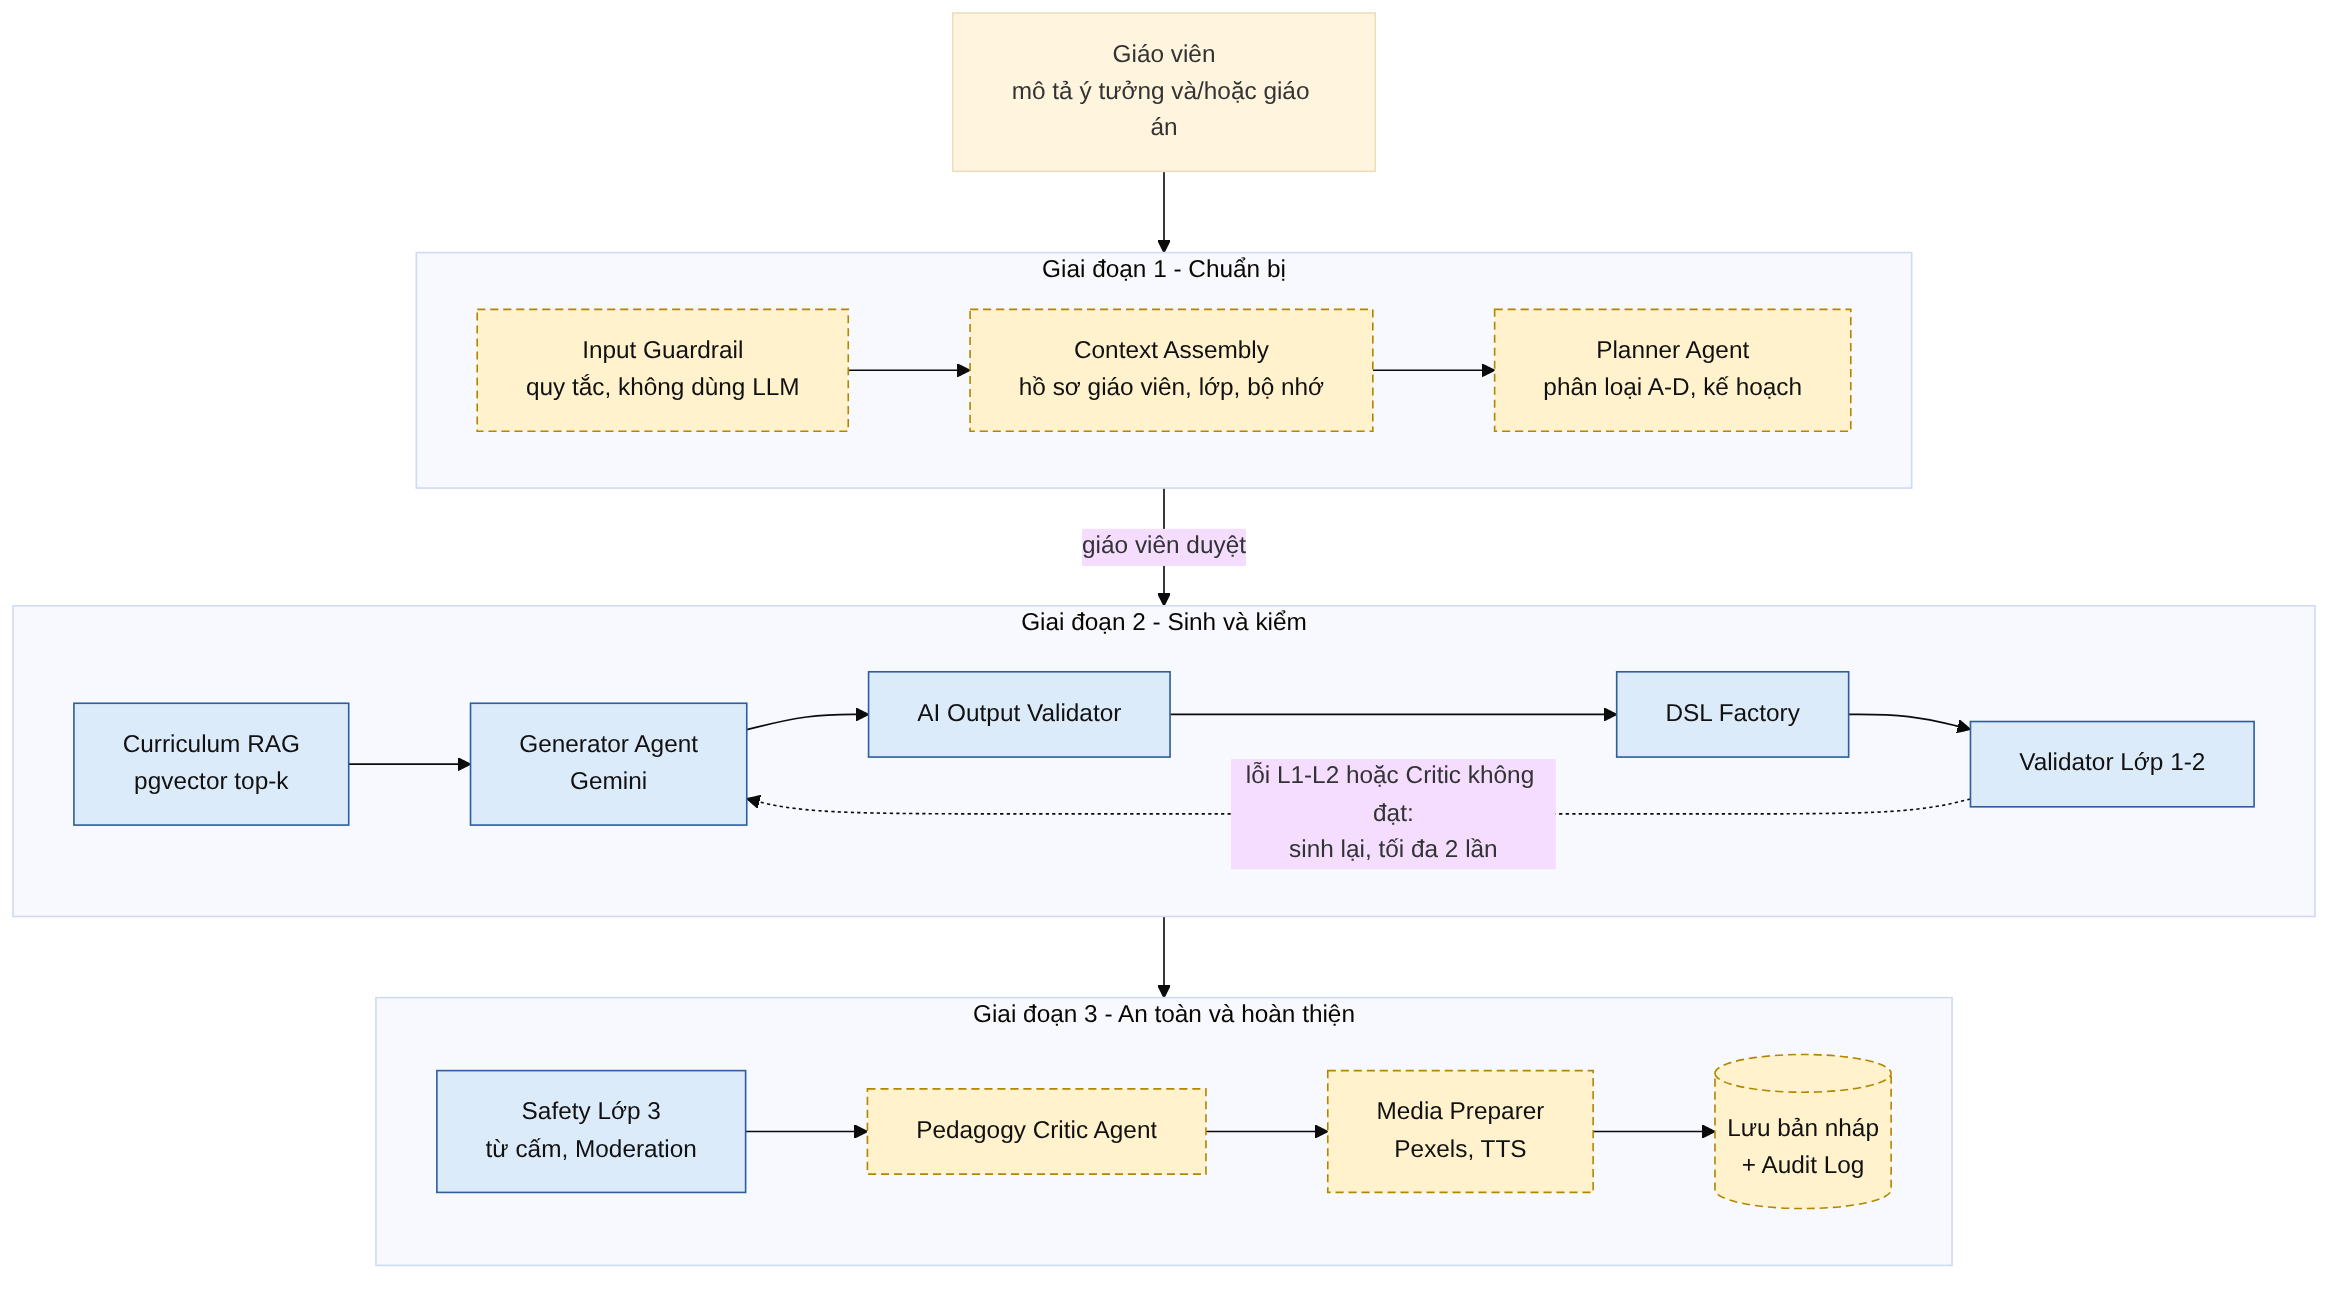 Giáo viên
mô tả ý tưởng và/hoặc giáo
án
Giai đoạn 1 - Chuẩn bị
Input Guardrail
quy tắc, không dùng LLM
Context Assembly
hồ sơ giáo viên, lớp, bộ nhớ
Planner Agent
phân loại A-D, kế hoạch
giáo viên duyệt
Giai đoạn 2 - Sinh và kiểm
Curriculum RAG
pgvector top-k
Generator Agent
Gemini
AI Output Validator
DSL Factory
Validator Lớp 1-2
lỗi L1-L2 hoặc Critic không
đạt:
sinh lại, tối đa 2 lần
Giai đoạn 3 - An toàn và hoàn thiện
Safety Lớp 3
từ cấm, Moderation
Pedagogy Critic Agent
Media Preparer
Pexels, TTS
Lưu bản nháp
+ Audit Log